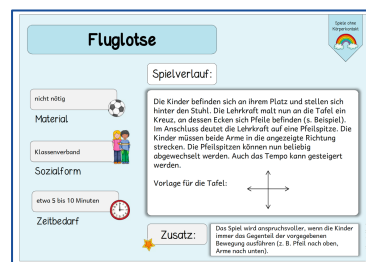 Spiele ohne
Körperkontakt
Fluglotse
Spielverlauf:
nicht nötig
Material
Klassenverband
Sozialform
etwa 5 bis 10 Minuten
Zeitbedarf
Die Kinder befinden sich an ihrem Platz und stellen sich
hinter den Stuhl. Die Lehrkraft malt nun an die Tafel ein
Kreuz, an dessen Ecken sich Pfeile befinden (s. Beispiel).
Im Anschluss deutet die Lehrkraft auf eine Pfeilspitze. Die
Kinder müssen beide Arme in die angezeigte Richtung
strecken. Die Pfeilspitzen können nun beliebig
abgewechselt werden. Auch das Tempo kann gesteigert
werden.
Vorlage für die Tafel:
Zusatz:
Das Spiel wird anspruchsvoller, wenn die Kinder
immer das Gegenteil der vorgegebenen
Bewegung ausführen (z. B. Pfeil nach oben,
Arme nach unten).